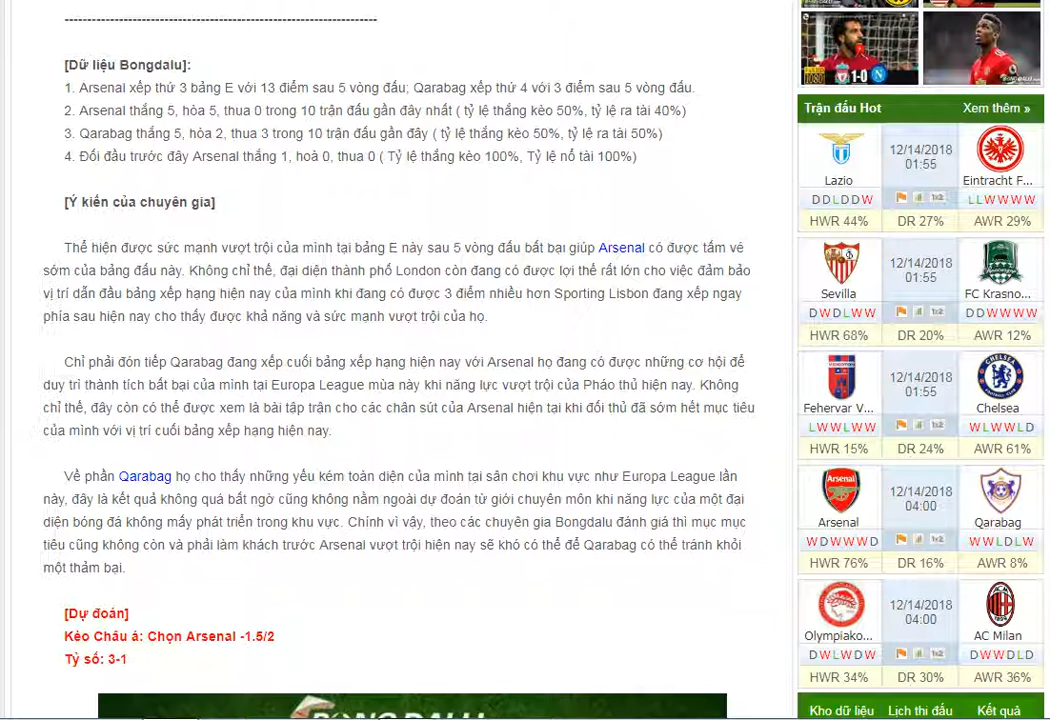 [Dữ liệu Bongdalu]:
1. Arsenal xếp thứ 3 bảng E với 13 điểm sau 5 vòng đấu; Qarabag xếp thứ 4 với 3 điểm sau 5 vòng đấu.
2. Arsenal thắng 5, hòa 5, thua 0 trong 10 trận đấu gần đây nhất ( tỷ lệ thắng kèo 50%, tỷ lệ ra tài 40%)
3. Qarabag thắng 5, hòa 2, thua 3 trong 10 trận đấu gần đây ( tỷ lệ thắng kèo 50%, tỷ lệ ra tài 50%)
4. Đối đầu trước đây Arsenal thắng 1, hoà 0, thua 0 ( Tỷ lệ thắng kèo 100%, Tỷ lệ nổ tài 100%)
[Ý kiến của chuyên gia]
Thể hiện được sức mạnh vượt trội của mình tại bảng E này sau 5 vòng đấu bất bại giúp Arsenal có được tấm vé
sớm của bảng đấu này. Không chỉ thế, đại diện thành phố London còn đang có được lợi thế rất lớn cho việc đảm bảo
vị trí dẫn đầu bảng xếp hạng hiện nay của mình khi đang có được 3 điểm nhiều hơn Sporting Lisbon đang xếp ngay
phía sau hiện nay cho thấy được khả năng và sức mạnh vượt trội của họ.
Chỉ phải đón tiếp Qarabag đang xếp cuối bảng xếp hạng hiện nay với Arsenal họ đang có được những cơ hội để
duy trì thành tích bất bại của mình tại Europa League mùa này khi năng lực vượt trội của Pháo thủ hiện nay. Không
chỉ thế, đây còn có thể được xem là bài tập trận cho các chân sút của Arsenal hiện tại khi đối thủ đã sớm hết mục tiêu
của mình với vị trí cuối bảng xếp hạng hiện nay.
Về phần Qarabag họ cho thấy những yếu kém toàn diện của mình tại sân chơi khu vực như Europa League lần
này, đây là kết quả không quá bất ngờ cũng không nằm ngoài dự đoán từ giới chuyên môn khi năng lực của một đại
diện bóng đá không mấy phát triển trong khu vực. Chính vì vậy, theo các chuyên gia Bongdalu đánh giá thì mục mục
tiêu cũng không còn và phải làm khách trước Arsenal vượt trội hiện nay sẽ khó có thể để Qarabag có thể tránh khỏi
một thảm bại.
[Dự đoán]
Kèo Châu á: Chọn Arsenal -1.5/2
Tỷ số: 3-1
1-0
Trận đấu Hot Xem thêm »
12/14/2018
01:55
Lazio Eintracht F...
DDLDDW LLWWWW
HWR 44% DR 27% AWR 29%
12/14/2018
01:55
Sevilla FC Krasno...
DWDLWW DDWWWW
HWR 68% DR 20% AWR 12%
12/14/2018
01:55
Fehervar V... Chelsea
LWWLWW WLWWLD
HWR 15% DR 24% AWR 61%
12/14/2018
04:00
Arsenal Qarabag
WDWWWD WWLDLW
HWR 76% DR 16% AWR 8%
12/14/2018
04:00
Olympiako... AC Milan
DWLWDW DWWDLD
HWR 34% DR 30% AWR 36%
Kho dữ liệu Lịch thi đấu Kết quả